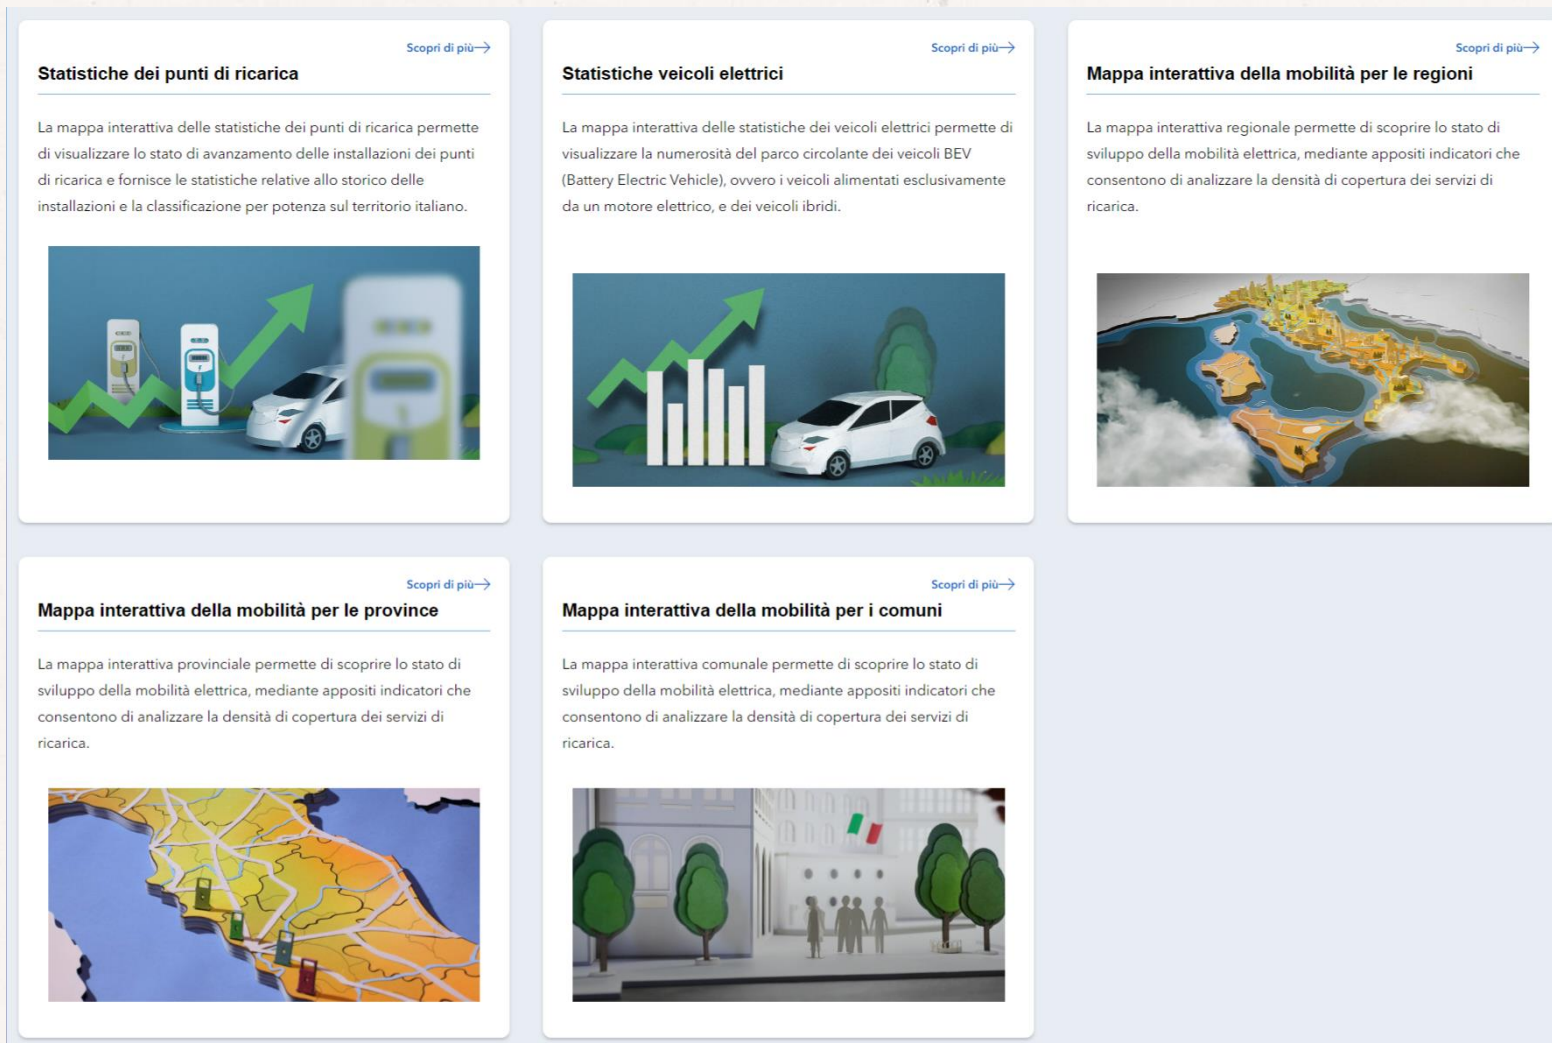 Scopri di più
Statistiche dei punti di ricarica
La mappa interattiva delle statistiche dei punti di ricarica permette
di visualizzare lo stato di avanzamento delle installazioni dei punti
di ricarica e fornisce le statistiche relative allo storico delle
installazioni e la classificazione per potenza sul territorio italiano.
Scopri di più
Statistiche veicoli elettrici
La mappa interattiva delle statistiche dei veicoli elettrici permette di
visualizzare la numerosità del parco circolante dei veicoli BEV
(Battery Electric Vehicle), ovvero i veicoli alimentati esclusivamente
da un motore elettrico, e dei veicoli ibridi.
Scopri di più
Mappa interattiva della mobilità per le regioni
La mappa interattiva regionale permette di scoprire lo stato di
sviluppo della mobilità elettrica, mediante appositi indicatori che
consentono di analizzare la densità di copertura dei servizi di
ricarica.
Scopri di più
Mappa interattiva della mobilità per le province
La mappa interattiva provinciale permette di scoprire lo stato di
sviluppo della mobilità elettrica, mediante appositi indicatori che
consentono di analizzare la densità di copertura dei servizi di
ricarica.
Scopri di più
Mappa interattiva della mobilità per i comuni
La mappa interattiva comunale permette di scoprire lo stato di
sviluppo della mobilità elettrica, mediante appositi indicatori che
consentono di analizzare la densità di copertura dei servizi di
ricarica.